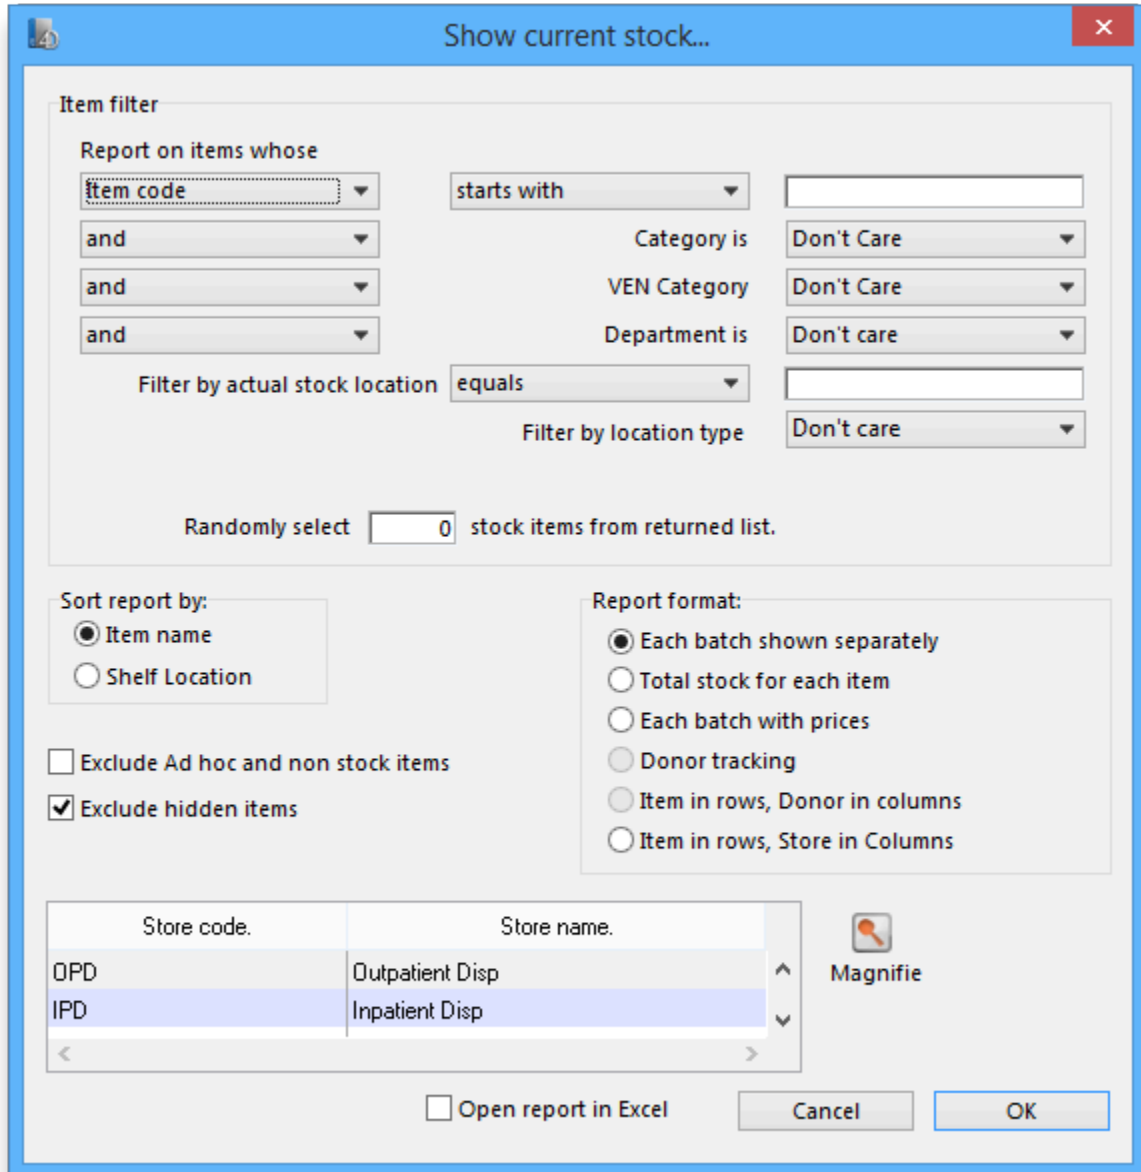 Show current stock...
Item filter
Report on items whose
Item code starts with
and Category is Don't Care
and VEN Category Don't Care
and Department is Don't care
Filter by actual stock location equals
Filter by location type Don't care
Randomly select 0 stock items from returned list.
Sort report by:
Item name
Shelf Location
Report format:
Each batch shown separately
Total stock for each item
Each batch with prices
Donor tracking
Item in rows, Donor in columns
Item in rows, Store in Columns
Exclude Ad hoc and non stock items
Exclude hidden items
Store code. Store name.
OPD Outpatient Disp
IPD Inpatient Disp
Magnifie
Open report in Excel Cancel OK